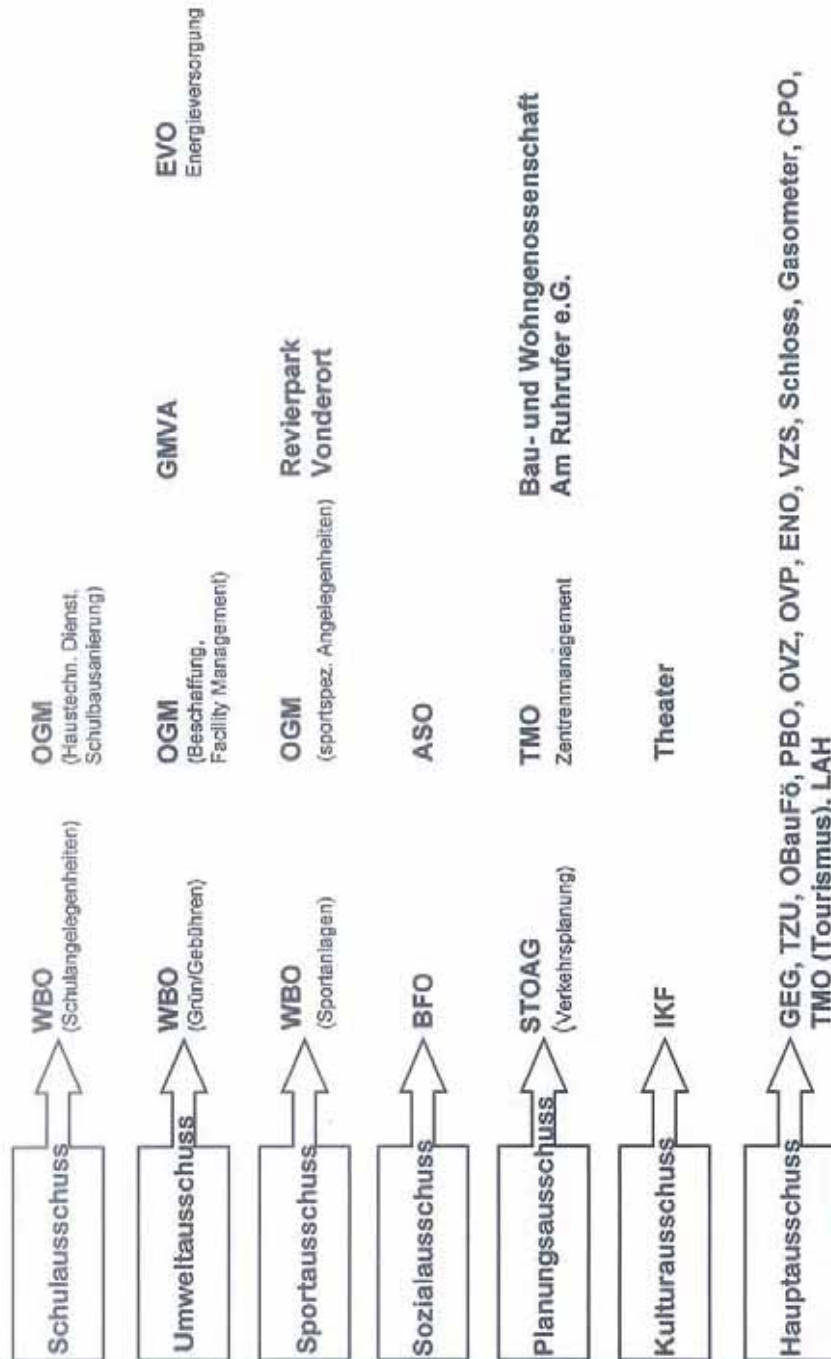 Schulausschuss
WBO
(Schulangelegenheiten)
OGM
(Haustechn. Dienst.
Schulbausanierung)
Umweltausschuss
WBO
(Grün/Gebühren)
OGM
(Beschaffung,
Facility Management)
GMVA
EVO
Energieversorgung
Sportausschuss
WBO
(Sportanlagen)
OGM
(sportspez. Angelegenheiten)
Revierpark
Vonderort
Sozialausschuss
BFO
ASO
Planungsausschuss
STOAG
(Verkehrsplanung)
TMO
Zentrenmanagement
Bau- und Wohngenossenschaft
Am Ruhrufer e.G.
Kulturausschuss
IKF
Theater
Hauptausschuss
GEG, TZU, OBauFö, PBO, OVZ, OVP, ENO, VZS, Schloss, Gasometer, CPO,
TMO (Tourismus), LAH